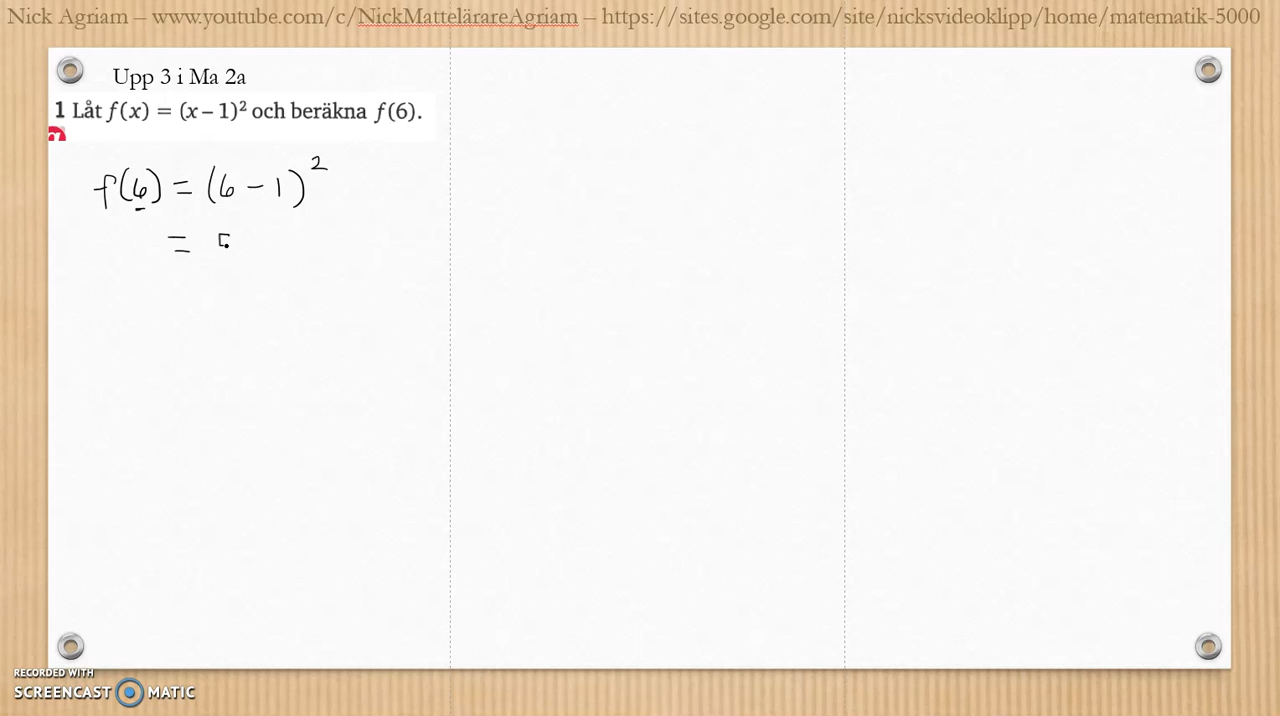 Nick Agriam – www.youtube.com/c/NickMattelärareAgriam – https://sites.google.com/site/nicksvideoklipp/home/matematik-5000
Upp 3 i Ma 2a
1 Låt f(x) = (x – 1)² och beräkna f(6).
f(6) = (6 – 1)²
= 5
RECORDED WITH
SCREENCAST MATIC